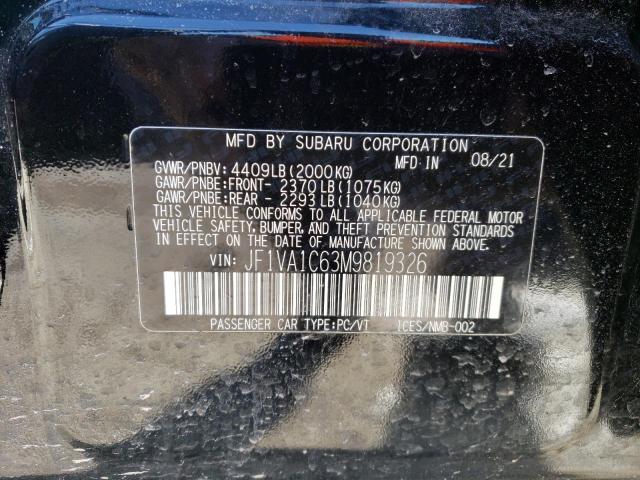 MFD BY SUBARU CORPORATION
GVWR/PNBV: 4409LB(2000KG) MFD IN 08/21
GAWR/PNBE:FRONT- 2370LB(1075KG)
GAWR/PNBE:REAR - 2293LB(1040KG)
THIS VEHICLE CONFORMS TO ALL APPLICABLE FEDERAL MOTOR
VEHICLE SAFETY, BUMPER, AND THEFT PREVENTION STANDARDS
IN EFFECT ON THE DATE OF MANUFACTURE SHOWN ABOVE.
VIN: JF1VA1C63M9819326
PASSENGER CAR TYPE:PC/VT ICES/NMB-002